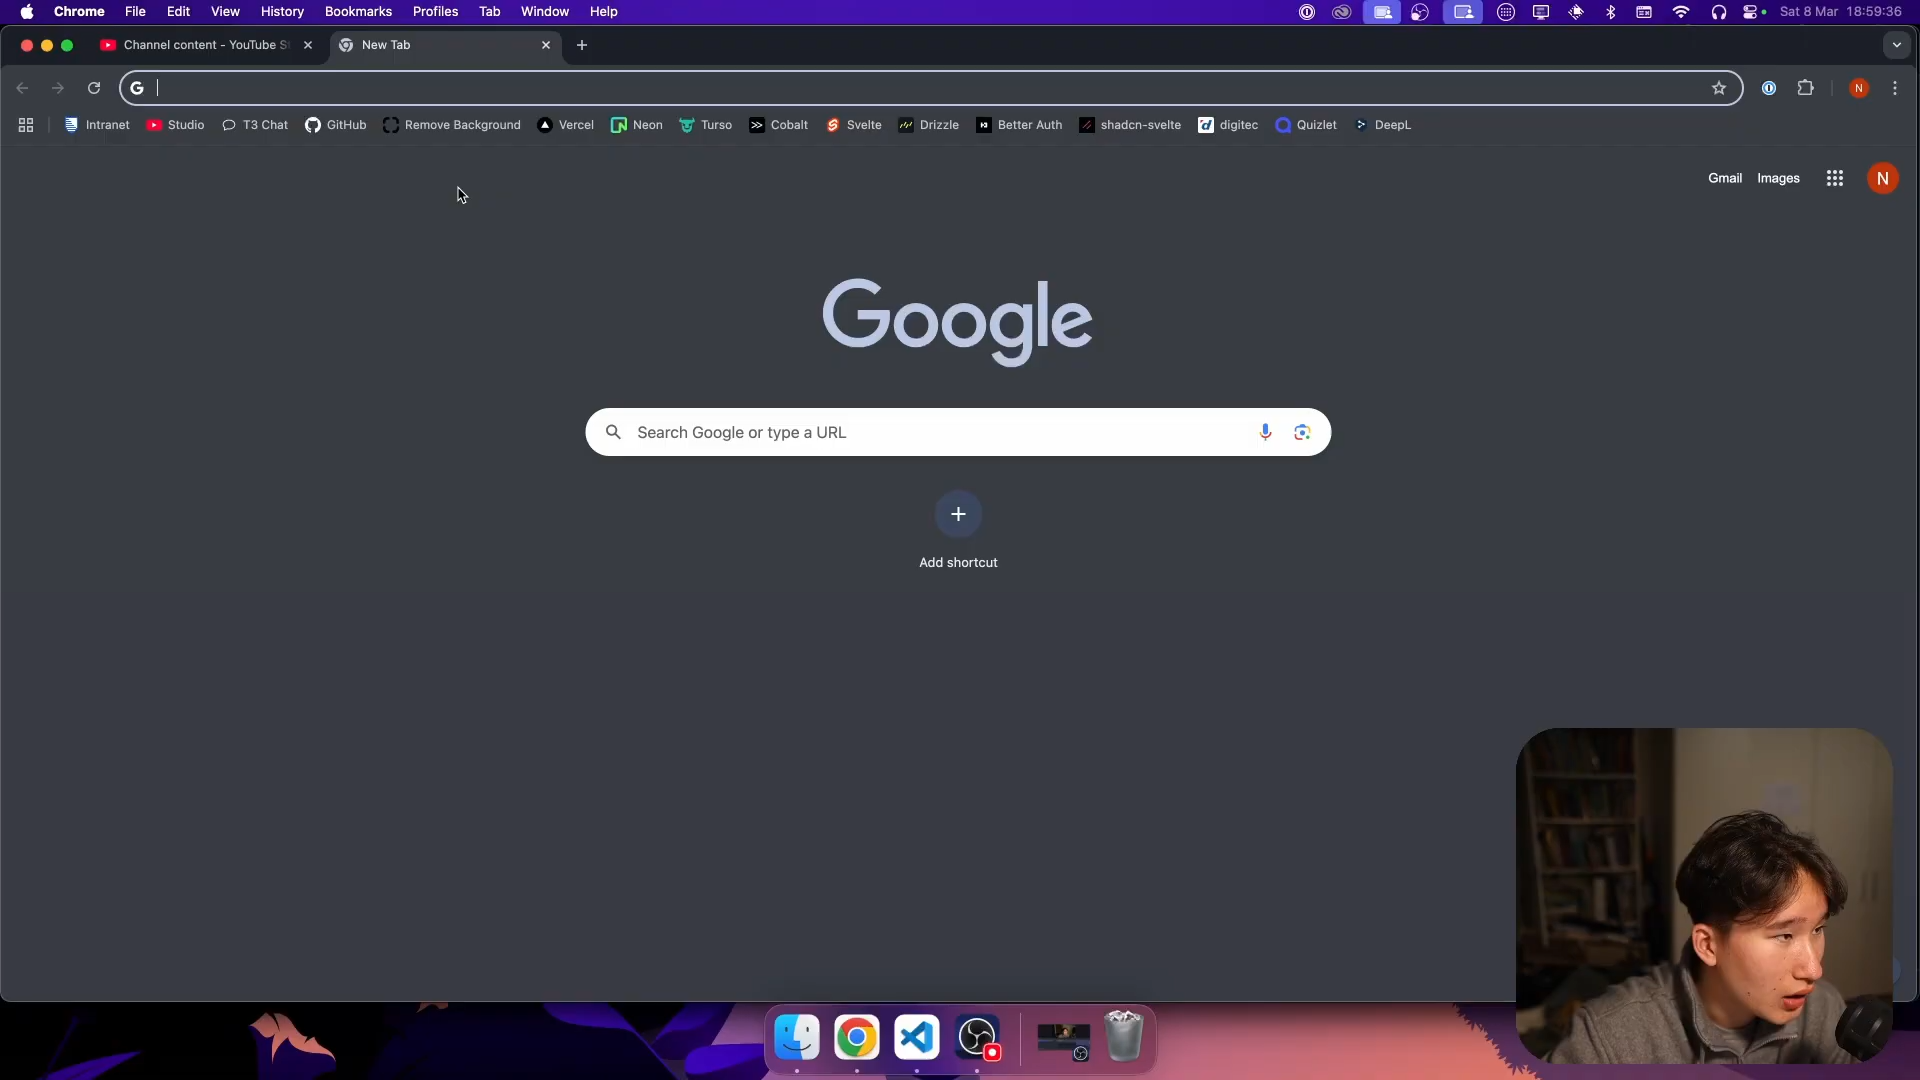 Chrome File Edit View History Bookmarks Profiles Tab Window Help Sat 8 Mar 18:59:36
Channel content - YouTube S New Tab
Intranet Studio T3 Chat GitHub Remove Background Vercel Neon Turso Cobalt Svelte Drizzle Better Auth shadcn-svelte digitec Quizlet DeepL
Gmail Images N
Google
Search Google or type a URL
Add shortcut